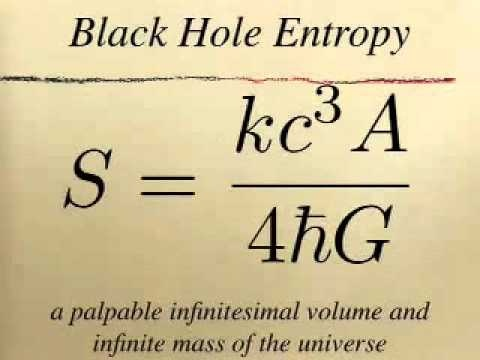 Black Hole Entropy
S = kc³A / 4ħG
a palpable infinitesimal volume and
infinite mass of the universe